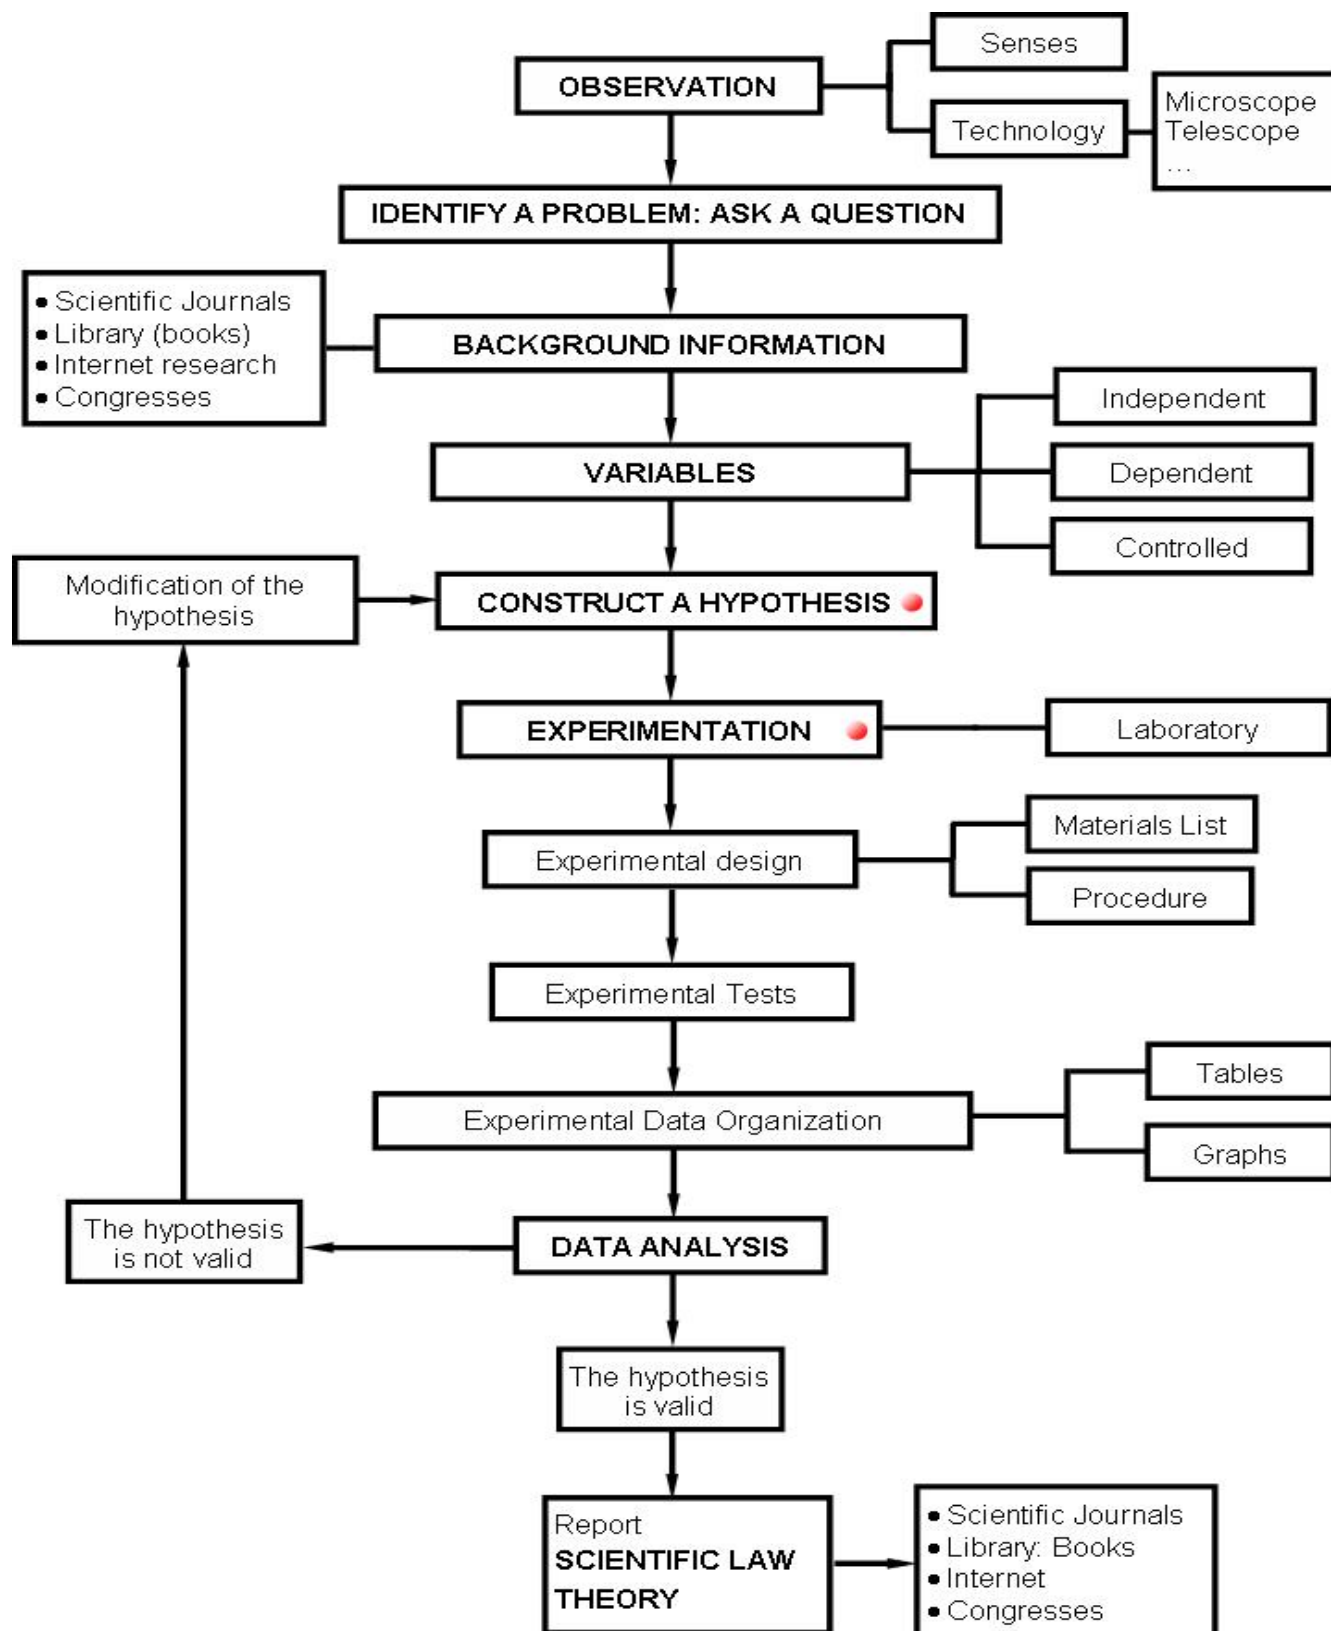 OBSERVATION
Senses
Technology
Microscope
Telescope
...
IDENTIFY A PROBLEM: ASK A QUESTION
• Scientific Journals
• Library (books)
• Internet research
• Congresses
BACKGROUND INFORMATION
VARIABLES
Independent
Dependent
Controlled
Modification of the
hypothesis
CONSTRUCT A HYPOTHESIS
EXPERIMENTATION
Laboratory
Experimental design
Materials List
Procedure
Experimental Tests
Experimental Data Organization
Tables
Graphs
The hypothesis
is not valid
DATA ANALYSIS
The hypothesis
is valid
Report
SCIENTIFIC LAW
THEORY
• Scientific Journals
• Library: Books
• Internet
• Congresses